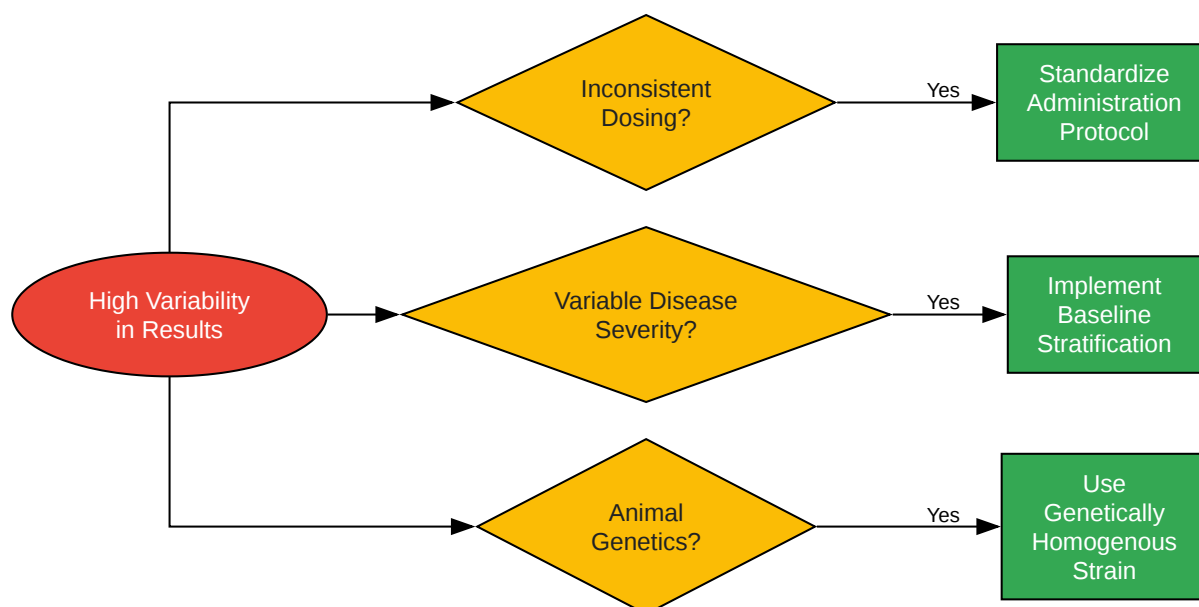 Inconsistent
Dosing?
Yes
Standardize
Administration
Protocol
High Variability
in Results
Variable Disease
Severity?
Yes
Implement
Baseline
Stratification
Animal
Genetics?
Yes
Use
Genetically
Homogenous
Strain